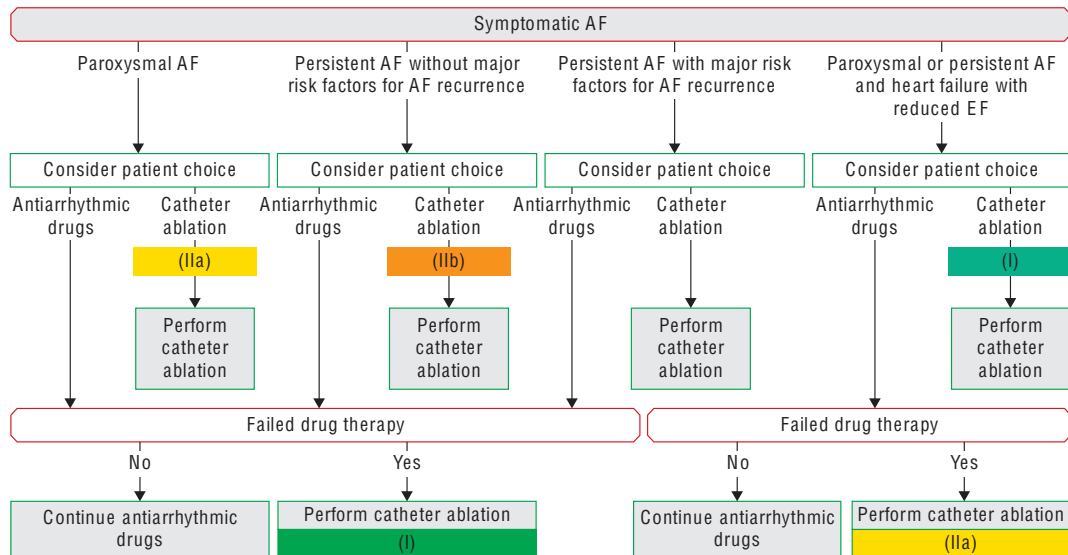 Symptomatic AF
Paroxysmal AF
Persistent AF without major
risk factors for AF recurrence
Persistent AF with major risk
factors for AF recurrence
Paroxysmal or persistent AF
and heart failure with
reduced EF
Consider patient choice
Consider patient choice
Consider patient choice
Consider patient choice
Antiarrhythmic
drugs
Catheter
ablation
(IIa)
Antiarrhythmic
drugs
Catheter
ablation
(IIb)
Antiarrhythmic
drugs
Catheter
ablation
Antiarrhythmic
drugs
Catheter
ablation
(I)
Perform
catheter
ablation
Perform
catheter
ablation
Perform
catheter
ablation
Perform
catheter
ablation
Failed drug therapy
Failed drug therapy
No
Yes
No
Yes
Continue antiarrhythmic
drugs
Perform catheter ablation
(I)
Continue antiarrhythmic
drugs
Perform catheter ablation
(IIa)